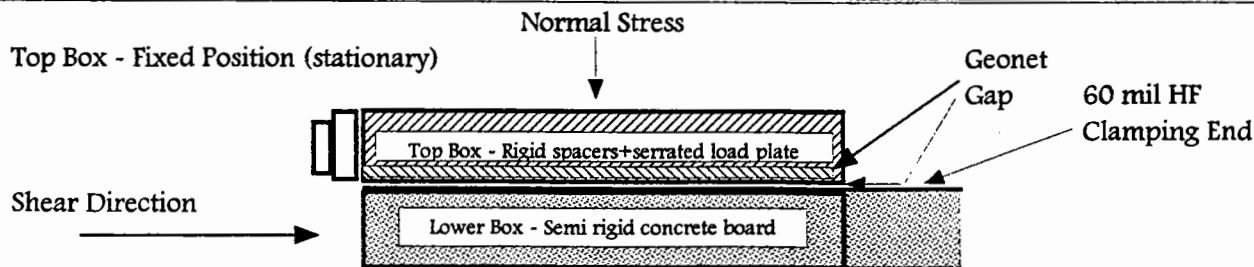 Normal Stress
Top Box - Fixed Position (stationary)
Geonet
Gap
60 mil HF
Clamping End
Top Box - Rigid spacers+serrated load plate
Shear Direction
Lower Box - Semi rigid concrete board